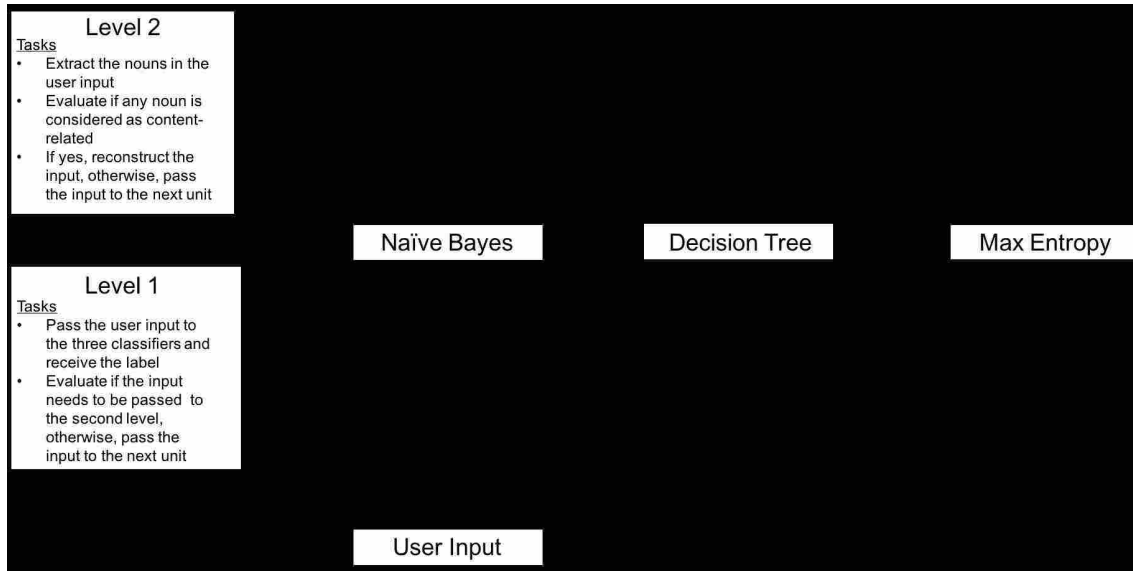 Level 2
Tasks
• Extract the nouns in the
user input
• Evaluate if any noun is
considered as content-
related
• If yes, reconstruct the
input, otherwise, pass
the input to the next unit
Naïve Bayes
Decision Tree
Max Entropy
Level 1
Tasks
• Pass the user input to
the three classifiers and
receive the label
• Evaluate if the input
needs to be passed to
the second level,
otherwise, pass the
input to the next unit
User Input